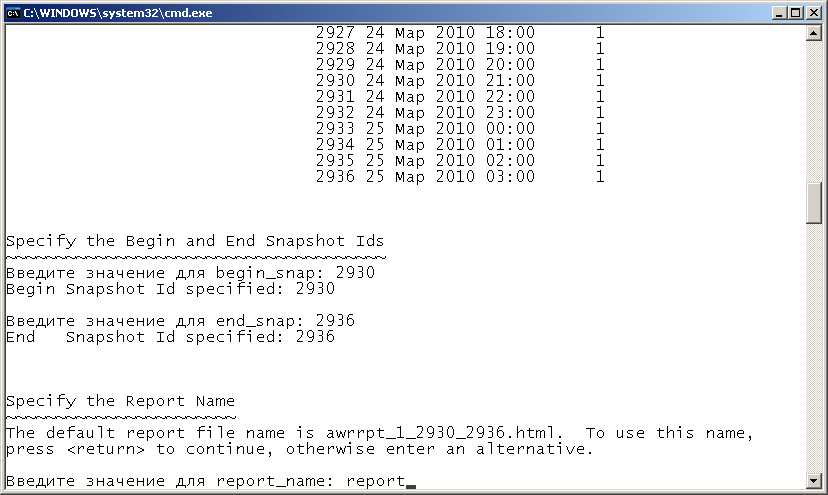 C:\WINDOWS\system32\cmd.exe
2927 24 Мар 2010 18:00 1
2928 24 Мар 2010 19:00 1
2929 24 Мар 2010 20:00 1
2930 24 Мар 2010 21:00 1
2931 24 Мар 2010 22:00 1
2932 24 Мар 2010 23:00 1
2933 25 Мар 2010 00:00 1
2934 25 Мар 2010 01:00 1
2935 25 Мар 2010 02:00 1
2936 25 Мар 2010 03:00 1
Specify the Begin and End Snapshot Ids
~~~~~~~~~~~~~~~~~~~~~~~~~~~~~~~~~~~~~~
Введите значение для begin_snap: 2930
Begin Snapshot Id specified: 2930
Введите значение для end_snap: 2936
End   Snapshot Id specified: 2936
Specify the Report Name
~~~~~~~~~~~~~~~~~~~~~~~
The default report file name is awrrpt_1_2930_2936.html.  To use this name,
press <return> to continue, otherwise enter an alternative.
Введите значение для report_name: report_